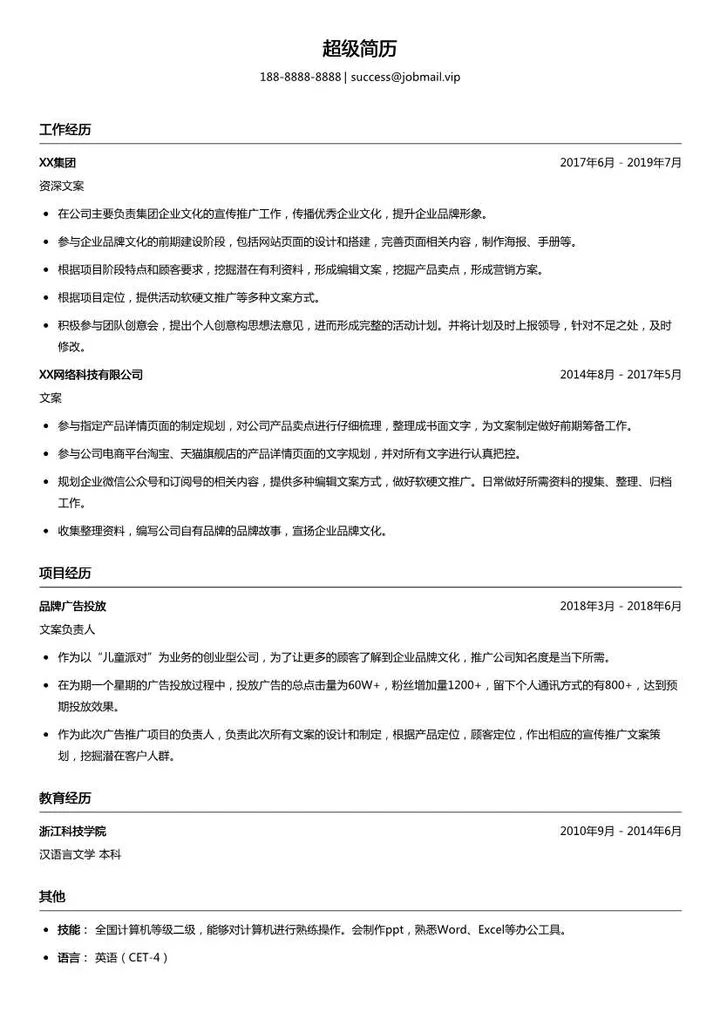 超级简历
188-8888-8888 | success@jobmail.vip
工作经历
XX集团 2017年6月 - 2019年7月
资深文案
• 在公司主要负责集团企业文化的宣传推广工作，传播优秀企业文化，提升企业品牌形象。
• 参与企业品牌文化的前期建设阶段，包括网站页面的设计和搭建，完善页面相关内容，制作海报、手册等。
• 根据项目阶段特点和顾客要求，挖掘潜在有利资料，形成编辑文案，挖掘产品卖点，形成营销方案。
• 根据项目定位，提供活动软硬文推广等多种文案方式。
• 积极参与团队创意会，提出个人创意构思想法意见，进而形成完整的活动计划。并将计划及时上报领导，针对不足之处，及时
修改。
XX网络科技有限公司 2014年8月 - 2017年5月
文案
• 参与指定产品详情页面的制定规划，对公司产品卖点进行仔细梳理，整理成书面文字，为文案制定做好前期筹备工作。
• 参与公司电商平台淘宝、天猫旗舰店的产品详情页面的文字规划，并对所有文字进行认真把控。
• 规划企业微信公众号和订阅号的相关内容，提供多种编辑文案方式，做好软硬文推广。日常做好所需资料的搜集、整理、归档
工作。
• 收集整理资料，编写公司自有品牌的品牌故事，宣扬企业品牌文化。
项目经历
品牌广告投放 2018年3月 - 2018年6月
文案负责人
• 作为以“儿童派对”为业务的创业型公司，为了让更多的顾客了解到企业品牌文化，推广公司知名度是当下所需。
• 在为期一个星期的广告投放过程中，投放广告的总点击量为60W+，粉丝增加量1200+，留下个人通讯方式的有800+，达到预
期投放效果。
• 作为此次广告推广项目的负责人，负责此次所有文案的设计和制定，根据产品定位，顾客定位，作出相应的宣传推广文案策
划，挖掘潜在客户人群。
教育经历
浙江科技学院 2010年9月 - 2014年6月
汉语言文学 本科
其他
• 技能： 全国计算机等级二级，能够对计算机进行熟练操作。会制作ppt，熟悉Word、Excel等办公工具。
• 语言： 英语（CET-4）